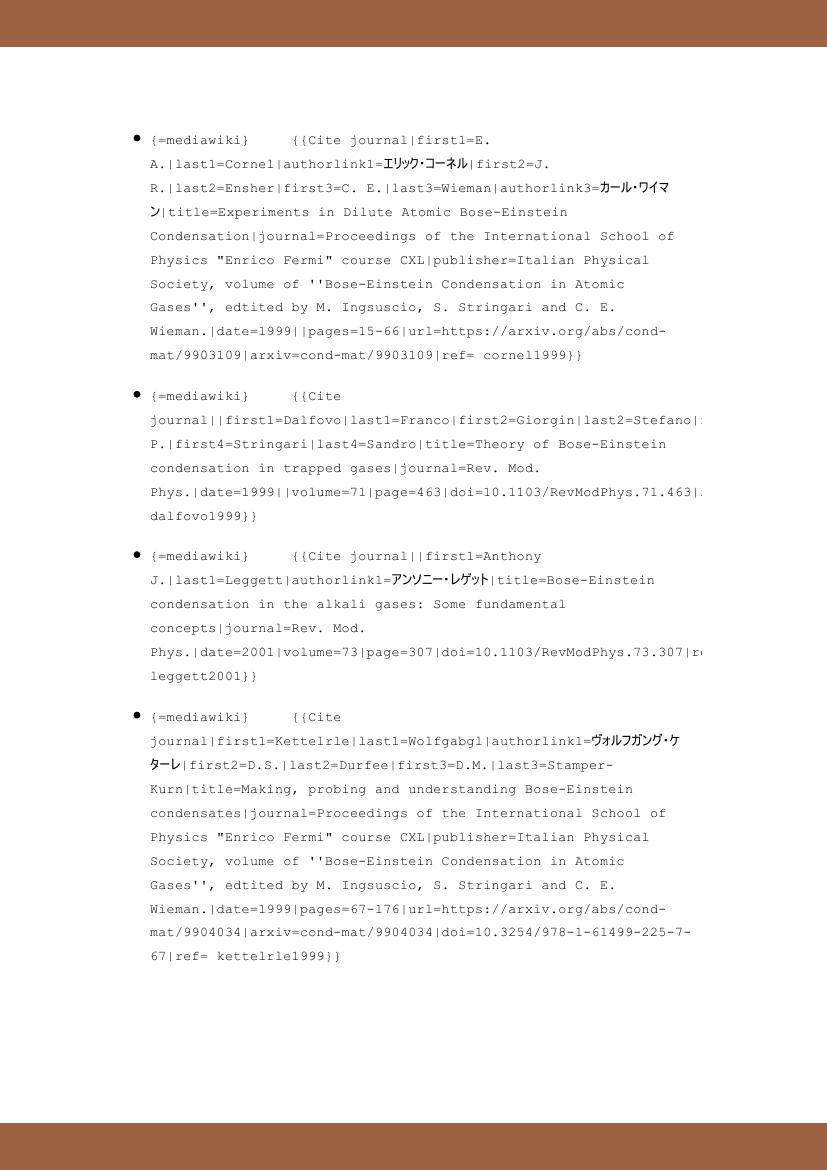 {=mediawiki} {{Cite journal|first1=E.
A.|last1=Cornel|authorlink1=エリック・コーネル|first2=J.
R.|last2=Ensher|first3=C. E.|last3=Wieman|authorlink3=カール・ワイマ
ン|title=Experiments in Dilute Atomic Bose-Einstein
Condensation|journal=Proceedings of the International School of
Physics "Enrico Fermi" course CXL|publisher=Italian Physical
Society, volume of ''Bose-Einstein Condensation in Atomic
Gases'', edtited by M. Ingsuscio, S. Stringari and C. E.
Wieman.|date=1999||pages=15-66|url=https://arxiv.org/abs/cond-
mat/9903109|arxiv=cond-mat/9903109|ref= cornel1999}}
{=mediawiki} {{Cite
journal||first1=Dalfovo|last1=Franco|first2=Giorgin|last2=Stefano|
P.|first4=Stringari|last4=Sandro|title=Theory of Bose-Einstein
condensation in trapped gases|journal=Rev. Mod.
Phys.|date=1999||volume=71|page=463|doi=10.1103/RevModPhys.71.463|
dalfovo1999}}
{=mediawiki} {{Cite journal||first1=Anthony
J.|last1=Leggett|authorlink1=アンソニー・レゲット|title=Bose-Einstein
condensation in the alkali gases: Some fundamental
concepts|journal=Rev. Mod.
Phys.|date=2001|volume=73|page=307|doi=10.1103/RevModPhys.73.307|r
leggett2001}}
{=mediawiki} {{Cite
journal|first1=Kettelrle|last1=Wolfgabgl|authorlink1=ヴォルフガング・ケ
ターレ|first2=D.S.|last2=Durfee|first3=D.M.|last3=Stamper-
Kurn|title=Making, probing and understanding Bose-Einstein
condensates|journal=Proceedings of the International School of
Physics "Enrico Fermi" course CXL|publisher=Italian Physical
Society, volume of ''Bose-Einstein Condensation in Atomic
Gases'', edtited by M. Ingsuscio, S. Stringari and C. E.
Wieman.|date=1999|pages=67-176|url=https://arxiv.org/abs/cond-
mat/9904034|arxiv=cond-mat/9904034|doi=10.3254/978-1-61499-225-7-
67|ref= kettelrle1999}}